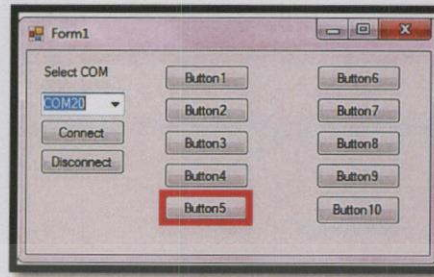 Form1
Select COM
COM20
Connect
Disconnect
Button1
Button2
Button3
Button4
Button5
Button6
Button7
Button8
Button9
Button10